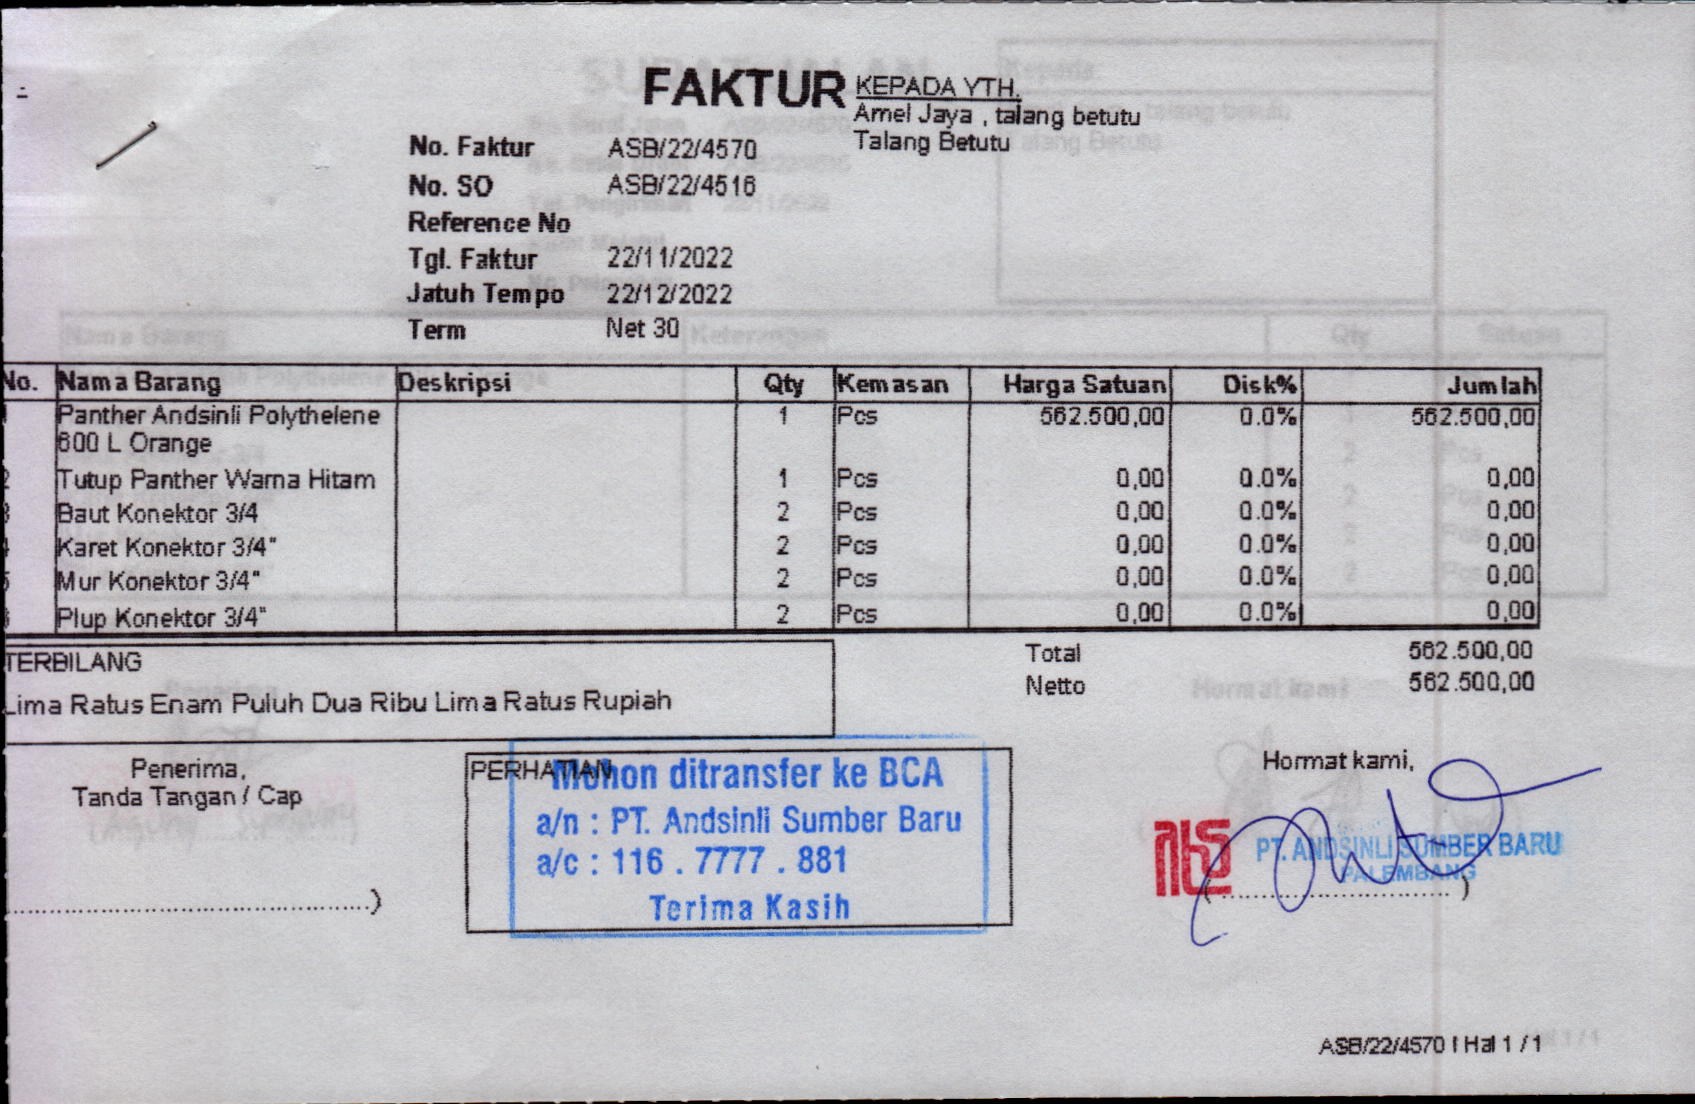 FAKTUR
KEPADA YTH.
Amel Jaya , talang betutu
Talang Betutu
No. Faktur ASB/22/4570
No. SO ASB/22/4516
Reference No
Tgl. Faktur 22/11/2022
Jatuh Tempo 22/12/2022
Term Net 30
No. Nama Barang Deskripsi Qty Kemasan Harga Satuan Disk% Jumlah
Panther Andsinli Polythelene 1 Pcs 562.500,00 0.0% 562.500,00
600 L Orange
2 Tutup Panther Warna Hitam 1 Pcs 0,00 0.0% 0,00
3 Baut Konektor 3/4 2 Pcs 0,00 0.0% 0,00
Karet Konektor 3/4" 2 Pcs 0,00 0.0% 0,00
5 Mur Konektor 3/4" 2 Pcs 0,00 0.0% 0,00
Plup Konektor 3/4" 2 Pcs 0,00 0.0% 0,00
TERBILANG
Lima Ratus Enam Puluh Dua Ribu Lima Ratus Rupiah
Total 562.500,00
Netto 562.500,00
Penerima,
Tanda Tangan / Cap
PERHATIAN
Mohon ditransfer ke BCA
a/n : PT. Andsinli Sumber Baru
a/c : 116 . 7777 . 881
Terima Kasih
Hormat kami,
PT. ANDSINLI SUMBER BARU
PALEMBANG
ASB/22/4570 / Hal 1 / 1